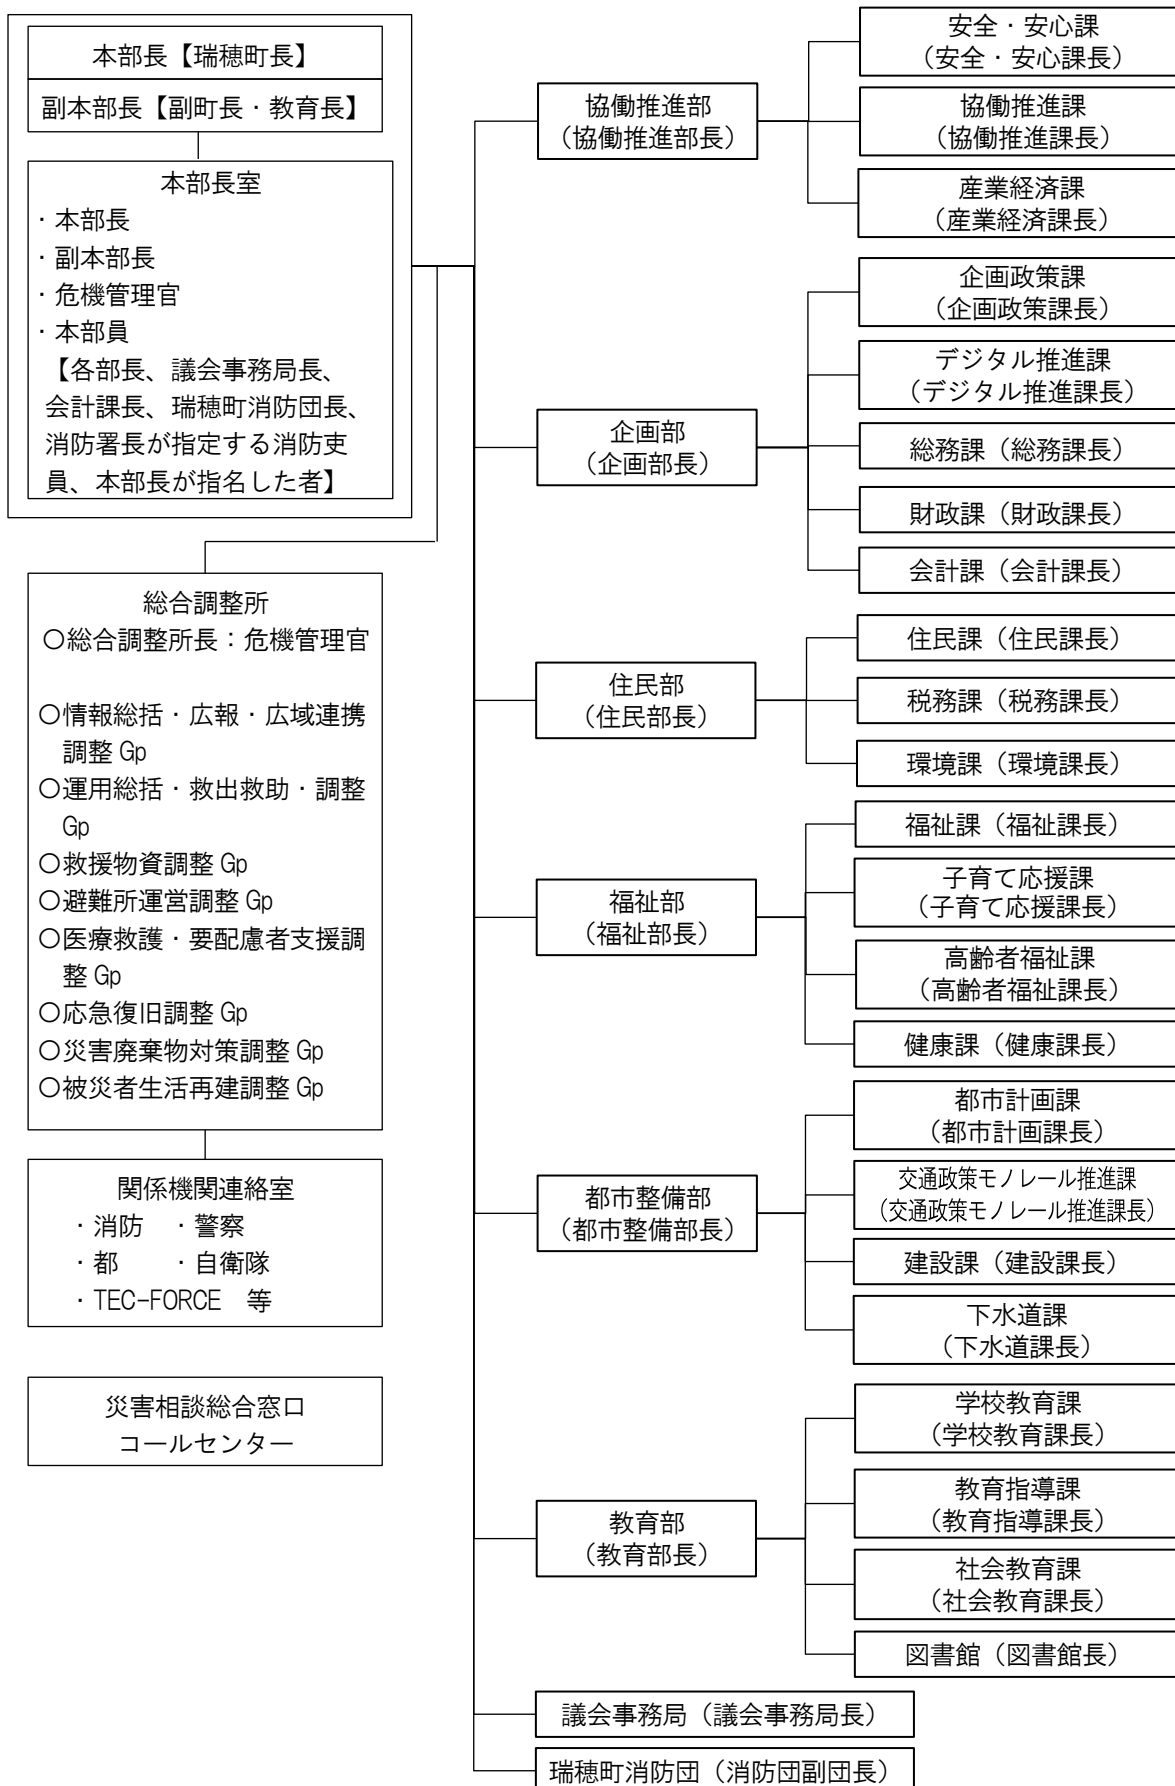 本部長【瑞穂町長】
副本部長【副町長・教育長】
本部長室
・本部長
・副本部長
・危機管理官
・本部員
【各部長、議会事務局長、
会計課長、瑞穂町消防団長、
消防署長が指定する消防吏
員、本部長が指名した者】
総合調整所
〇総合調整所長：危機管理官
〇情報総括・広報・広域連携
調整 Gp
〇運用総括・救出救助・調整
Gp
〇救援物資調整 Gp
〇避難所運営調整 Gp
〇医療救護・要配慮者支援調
整 Gp
〇応急復旧調整 Gp
〇災害廃棄物対策調整 Gp
〇被災者生活再建調整 Gp
関係機関連絡室
・消防　・警察
・都　　・自衛隊
・TEC-FORCE　等
災害相談総合窓口
コールセンター
協働推進部
（協働推進部長）
安全・安心課
（安全・安心課長）
協働推進課
（協働推進課長）
産業経済課
（産業経済課長）
企画部
（企画部長）
企画政策課
（企画政策課長）
デジタル推進課
（デジタル推進課長）
総務課（総務課長）
財政課（財政課長）
会計課（会計課長）
住民部
（住民部長）
住民課（住民課長）
税務課（税務課長）
環境課（環境課長）
福祉部
（福祉部長）
福祉課（福祉課長）
子育て応援課
（子育て応援課長）
高齢者福祉課
（高齢者福祉課長）
健康課（健康課長）
都市整備部
（都市整備部長）
都市計画課
（都市計画課長）
交通政策モノレール推進課
（交通政策モノレール推進課長）
建設課（建設課長）
下水道課
（下水道課長）
教育部
（教育部長）
学校教育課
（学校教育課長）
教育指導課
（教育指導課長）
社会教育課
（社会教育課長）
図書館（図書館長）
議会事務局（議会事務局長）
瑞穂町消防団（消防団副団長）